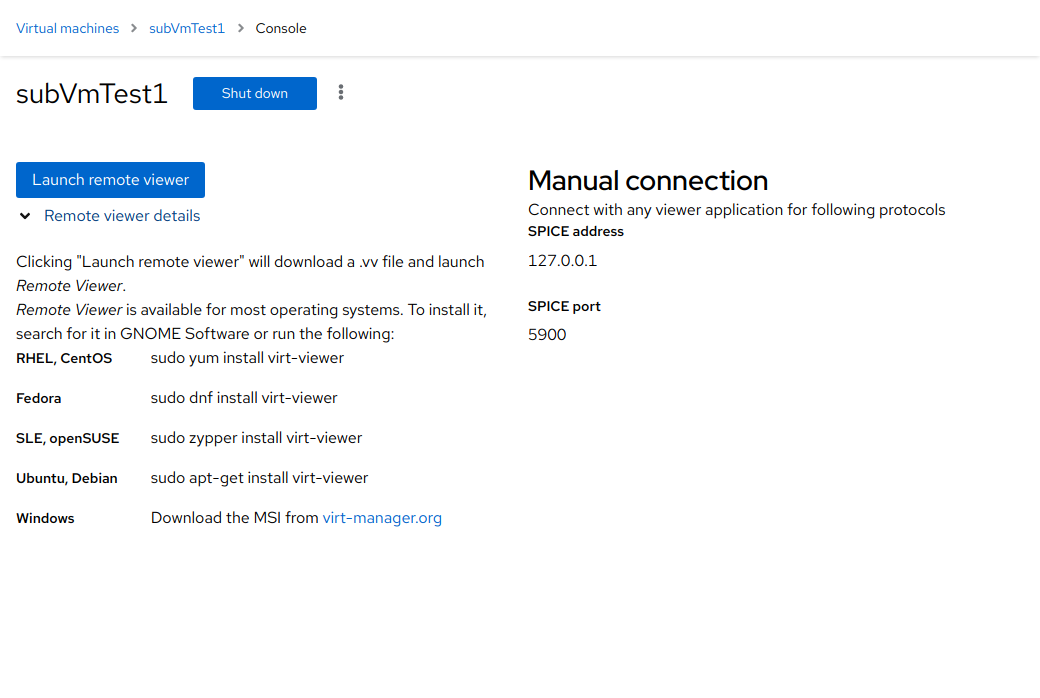 Virtual machines > subVmTest1 > Console
subVmTest1
Shut down
Launch remote viewer
Remote viewer details
Clicking "Launch remote viewer" will download a .vv file and launch
Remote Viewer.
Remote Viewer is available for most operating systems. To install it,
search for it in GNOME Software or run the following:
RHEL, CentOS sudo yum install virt-viewer
Fedora sudo dnf install virt-viewer
SLE, openSUSE sudo zypper install virt-viewer
Ubuntu, Debian sudo apt-get install virt-viewer
Windows Download the MSI from virt-manager.org
Manual connection
Connect with any viewer application for following protocols
SPICE address
127.0.0.1
SPICE port
5900